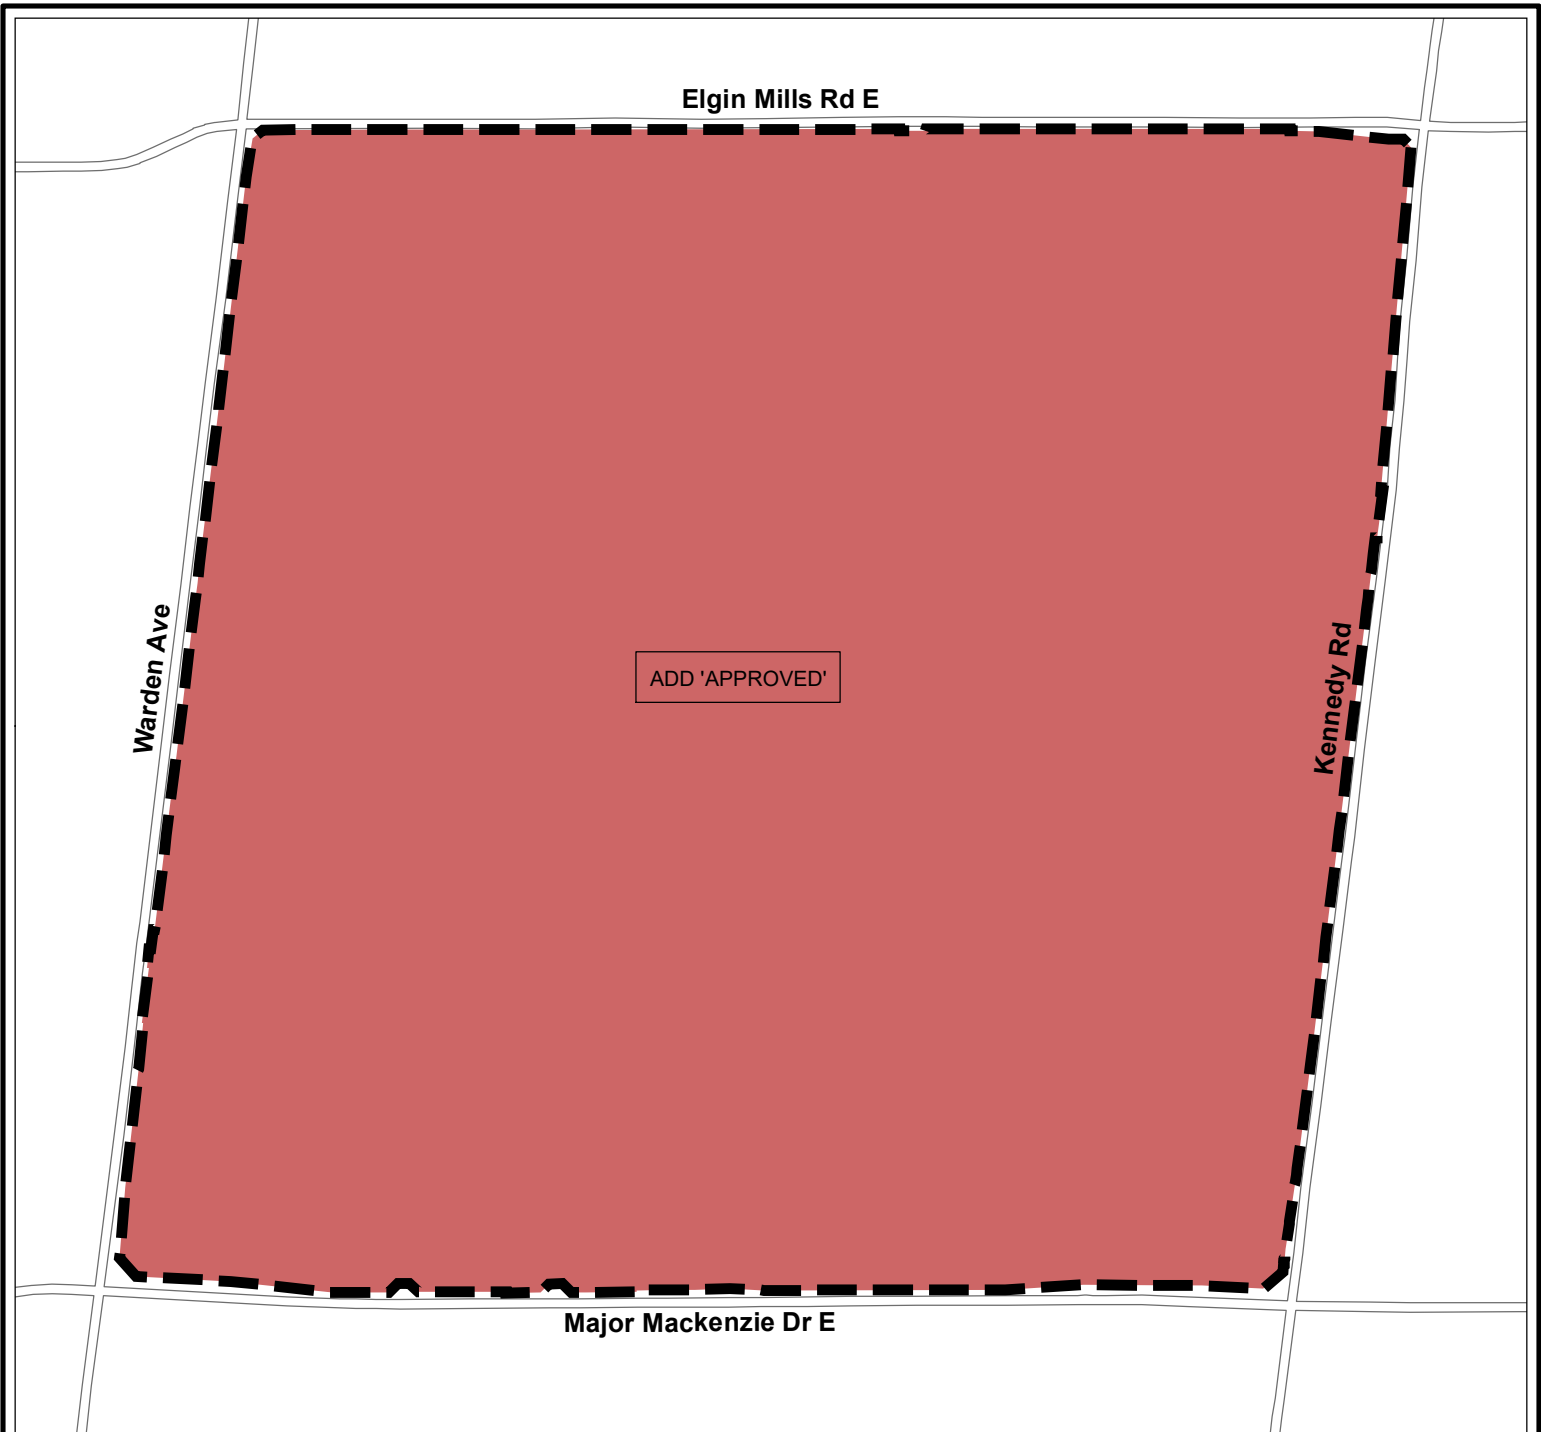 Elgin Mills Rd E
Warden Ave
ADD 'APPROVED'
Kennedy Rd
Major Mackenzie Dr E